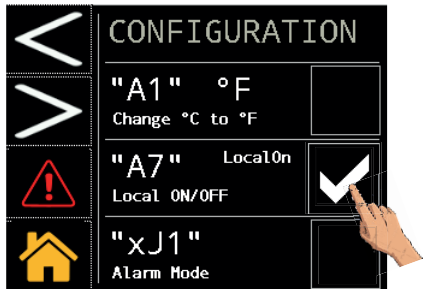 CONFIGURATION
"A1" °F
Change °C to °F
"A7" LocalOn
Local ON/OFF
"xJ1"
Alarm Mode